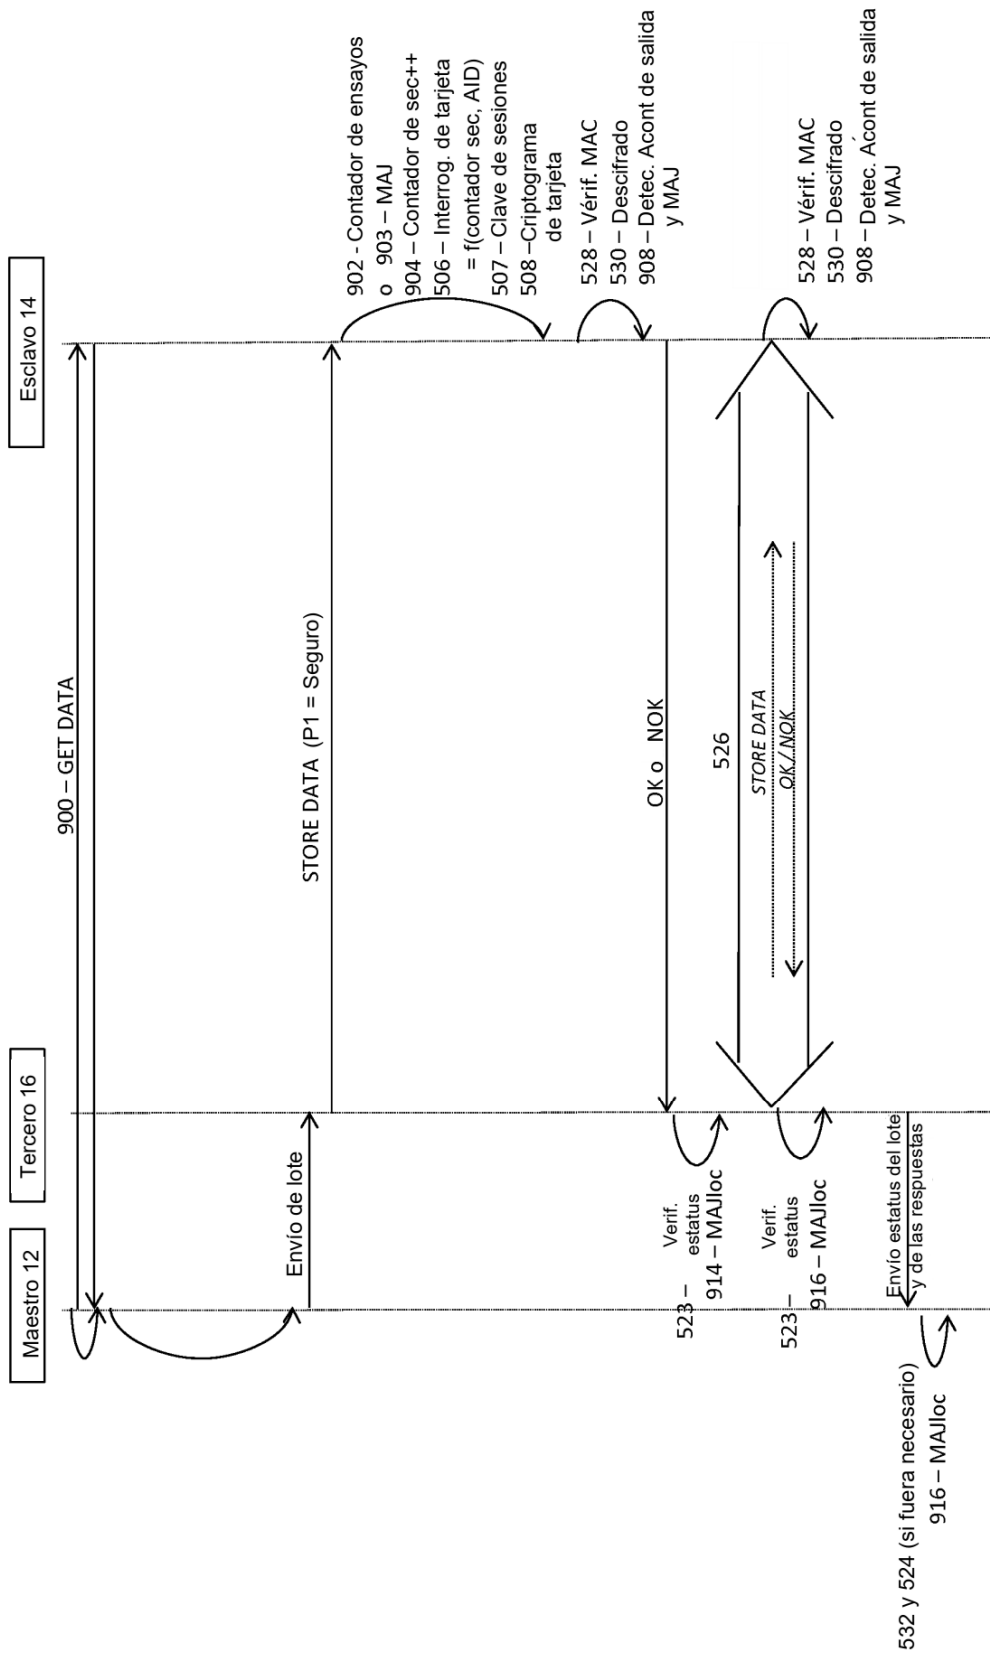 Maestro 12
Tercero 16
Esclavo 14
900 – GET DATA
Envío de lote
STORE DATA (P1 = Seguro)
902 - Contador de ensayos
o 903 – MAJ
904 – Contador de sec++
506 – Interrog. de tarjeta
= f(contador sec, AID)
507 – Clave de sesiones
508 –Criptograma
de tarjeta
528 – Vérif. MAC
530 – Descifrado
908 – Detec. Acont de salida
y MAJ
OK o NOK
523 –
Verif.
estatus
914 – MAJloc
526
STORE DATA
OK / NOK
528 – Vérif. MAC
530 – Descifrado
908 – Détec. Acont de salida
y MAJ
523 –
Verif.
estatus
916 – MAJloc
Envío estatus del lote
y de las respuestas
532 y 524 (si fuera necesario)
916 – MAJloc